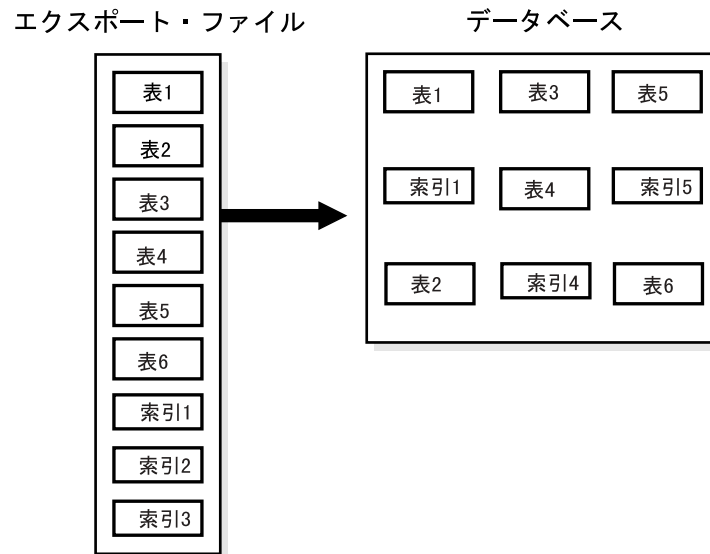 エクスポート・ファイル
表1
表2
表3
表4
表5
表6
索引1
索引2
索引3
データベース
表1 表3 表5
索引1 表4 索引5
表2 索引4 表6